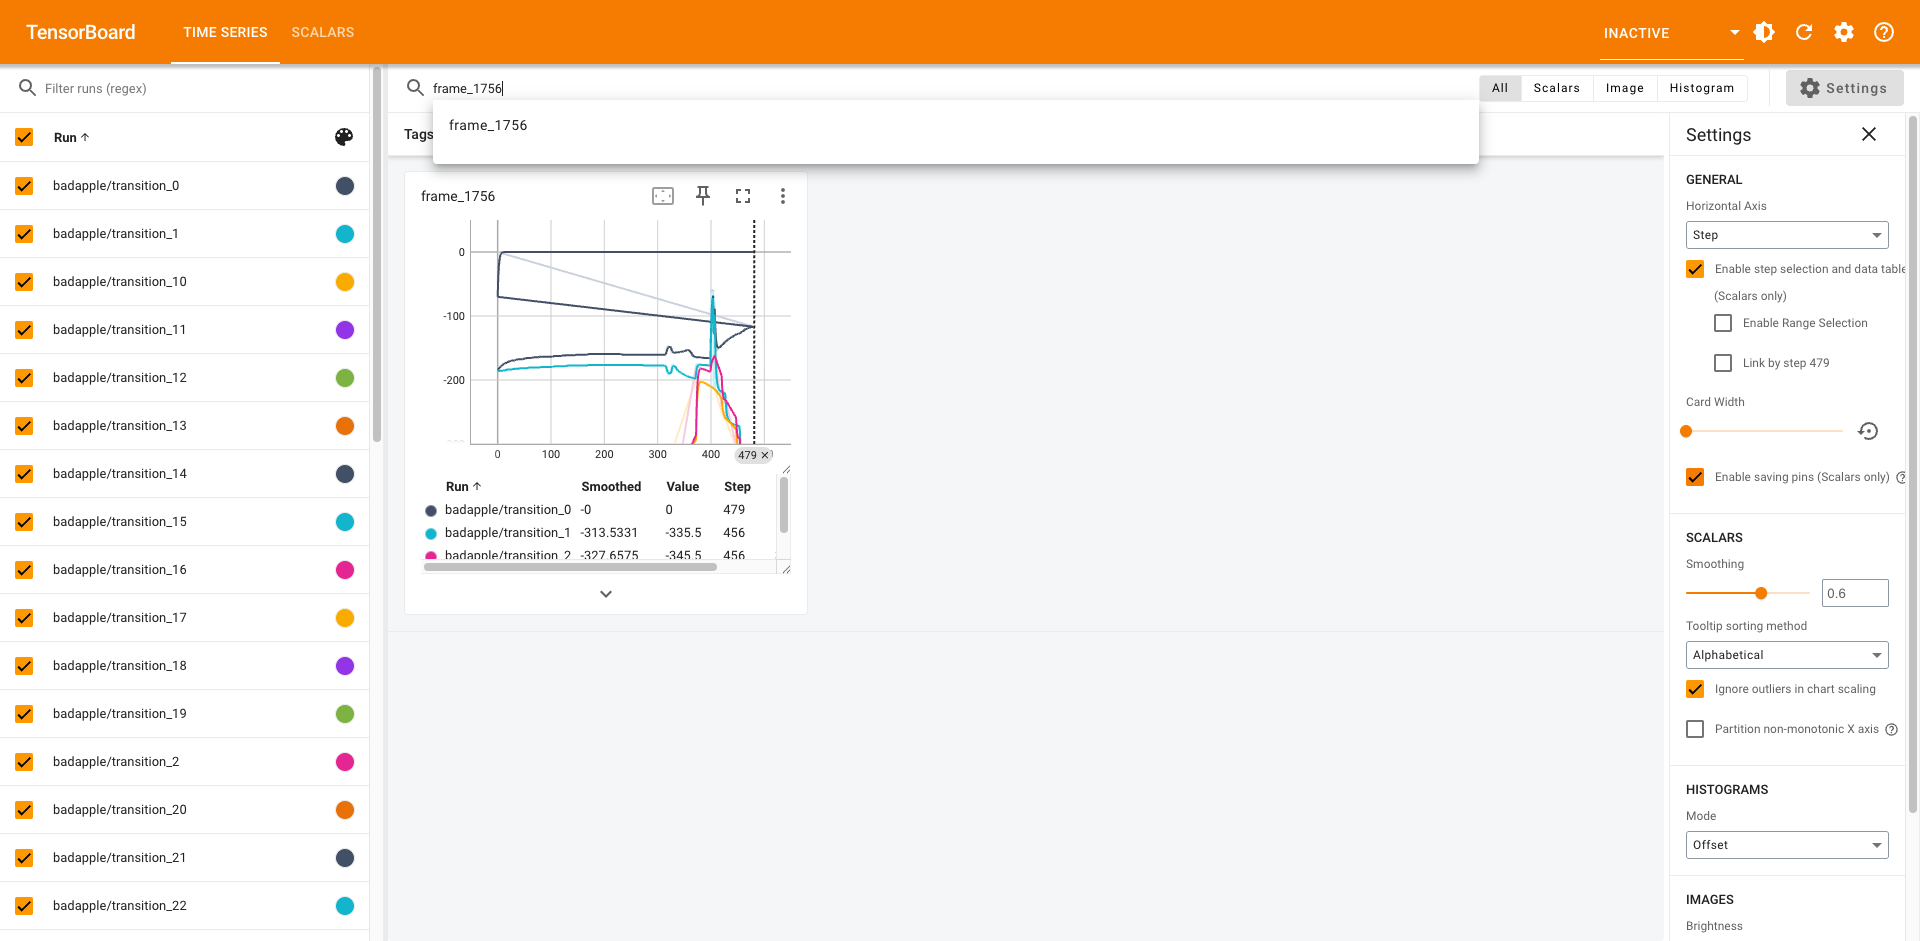 TensorBoard
TIME SERIES
SCALARS
INACTIVE
Filter runs (regex)
frame_1756
All
Scalars
Image
Histogram
Settings
frame_1756
Run
Tags
Settings
badapple/transition_0
badapple/transition_1
badapple/transition_10
badapple/transition_11
badapple/transition_12
badapple/transition_13
badapple/transition_14
badapple/transition_15
badapple/transition_16
badapple/transition_17
badapple/transition_18
badapple/transition_19
badapple/transition_2
badapple/transition_20
badapple/transition_21
badapple/transition_22
frame_1756
0
-100
-200
0 100 200 300 400 479
Run Smoothed Value Step
badapple/transition_0 -0 0 479
badapple/transition_1 -313.5331 -335.5 456
badapple/transition_2 -327.6575 -345.5 456
GENERAL
Horizontal Axis
Step
Enable step selection and data table
(Scalars only)
Enable Range Selection
Link by step 479
Card Width
Enable saving pins (Scalars only)
SCALARS
Smoothing
0.6
Tooltip sorting method
Alphabetical
Ignore outliers in chart scaling
Partition non-monotonic X axis
HISTOGRAMS
Mode
Offset
IMAGES
Brightness